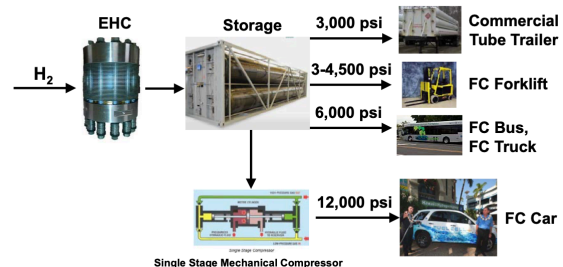 EHC
Storage
H2
3,000 psi
Commercial
Tube Trailer
3-4,500 psi
FC Forklift
6,000 psi
FC Bus,
FC Truck
12,000 psi
FC Car
Single Stage Compressor
Single Stage Mechanical Compressor